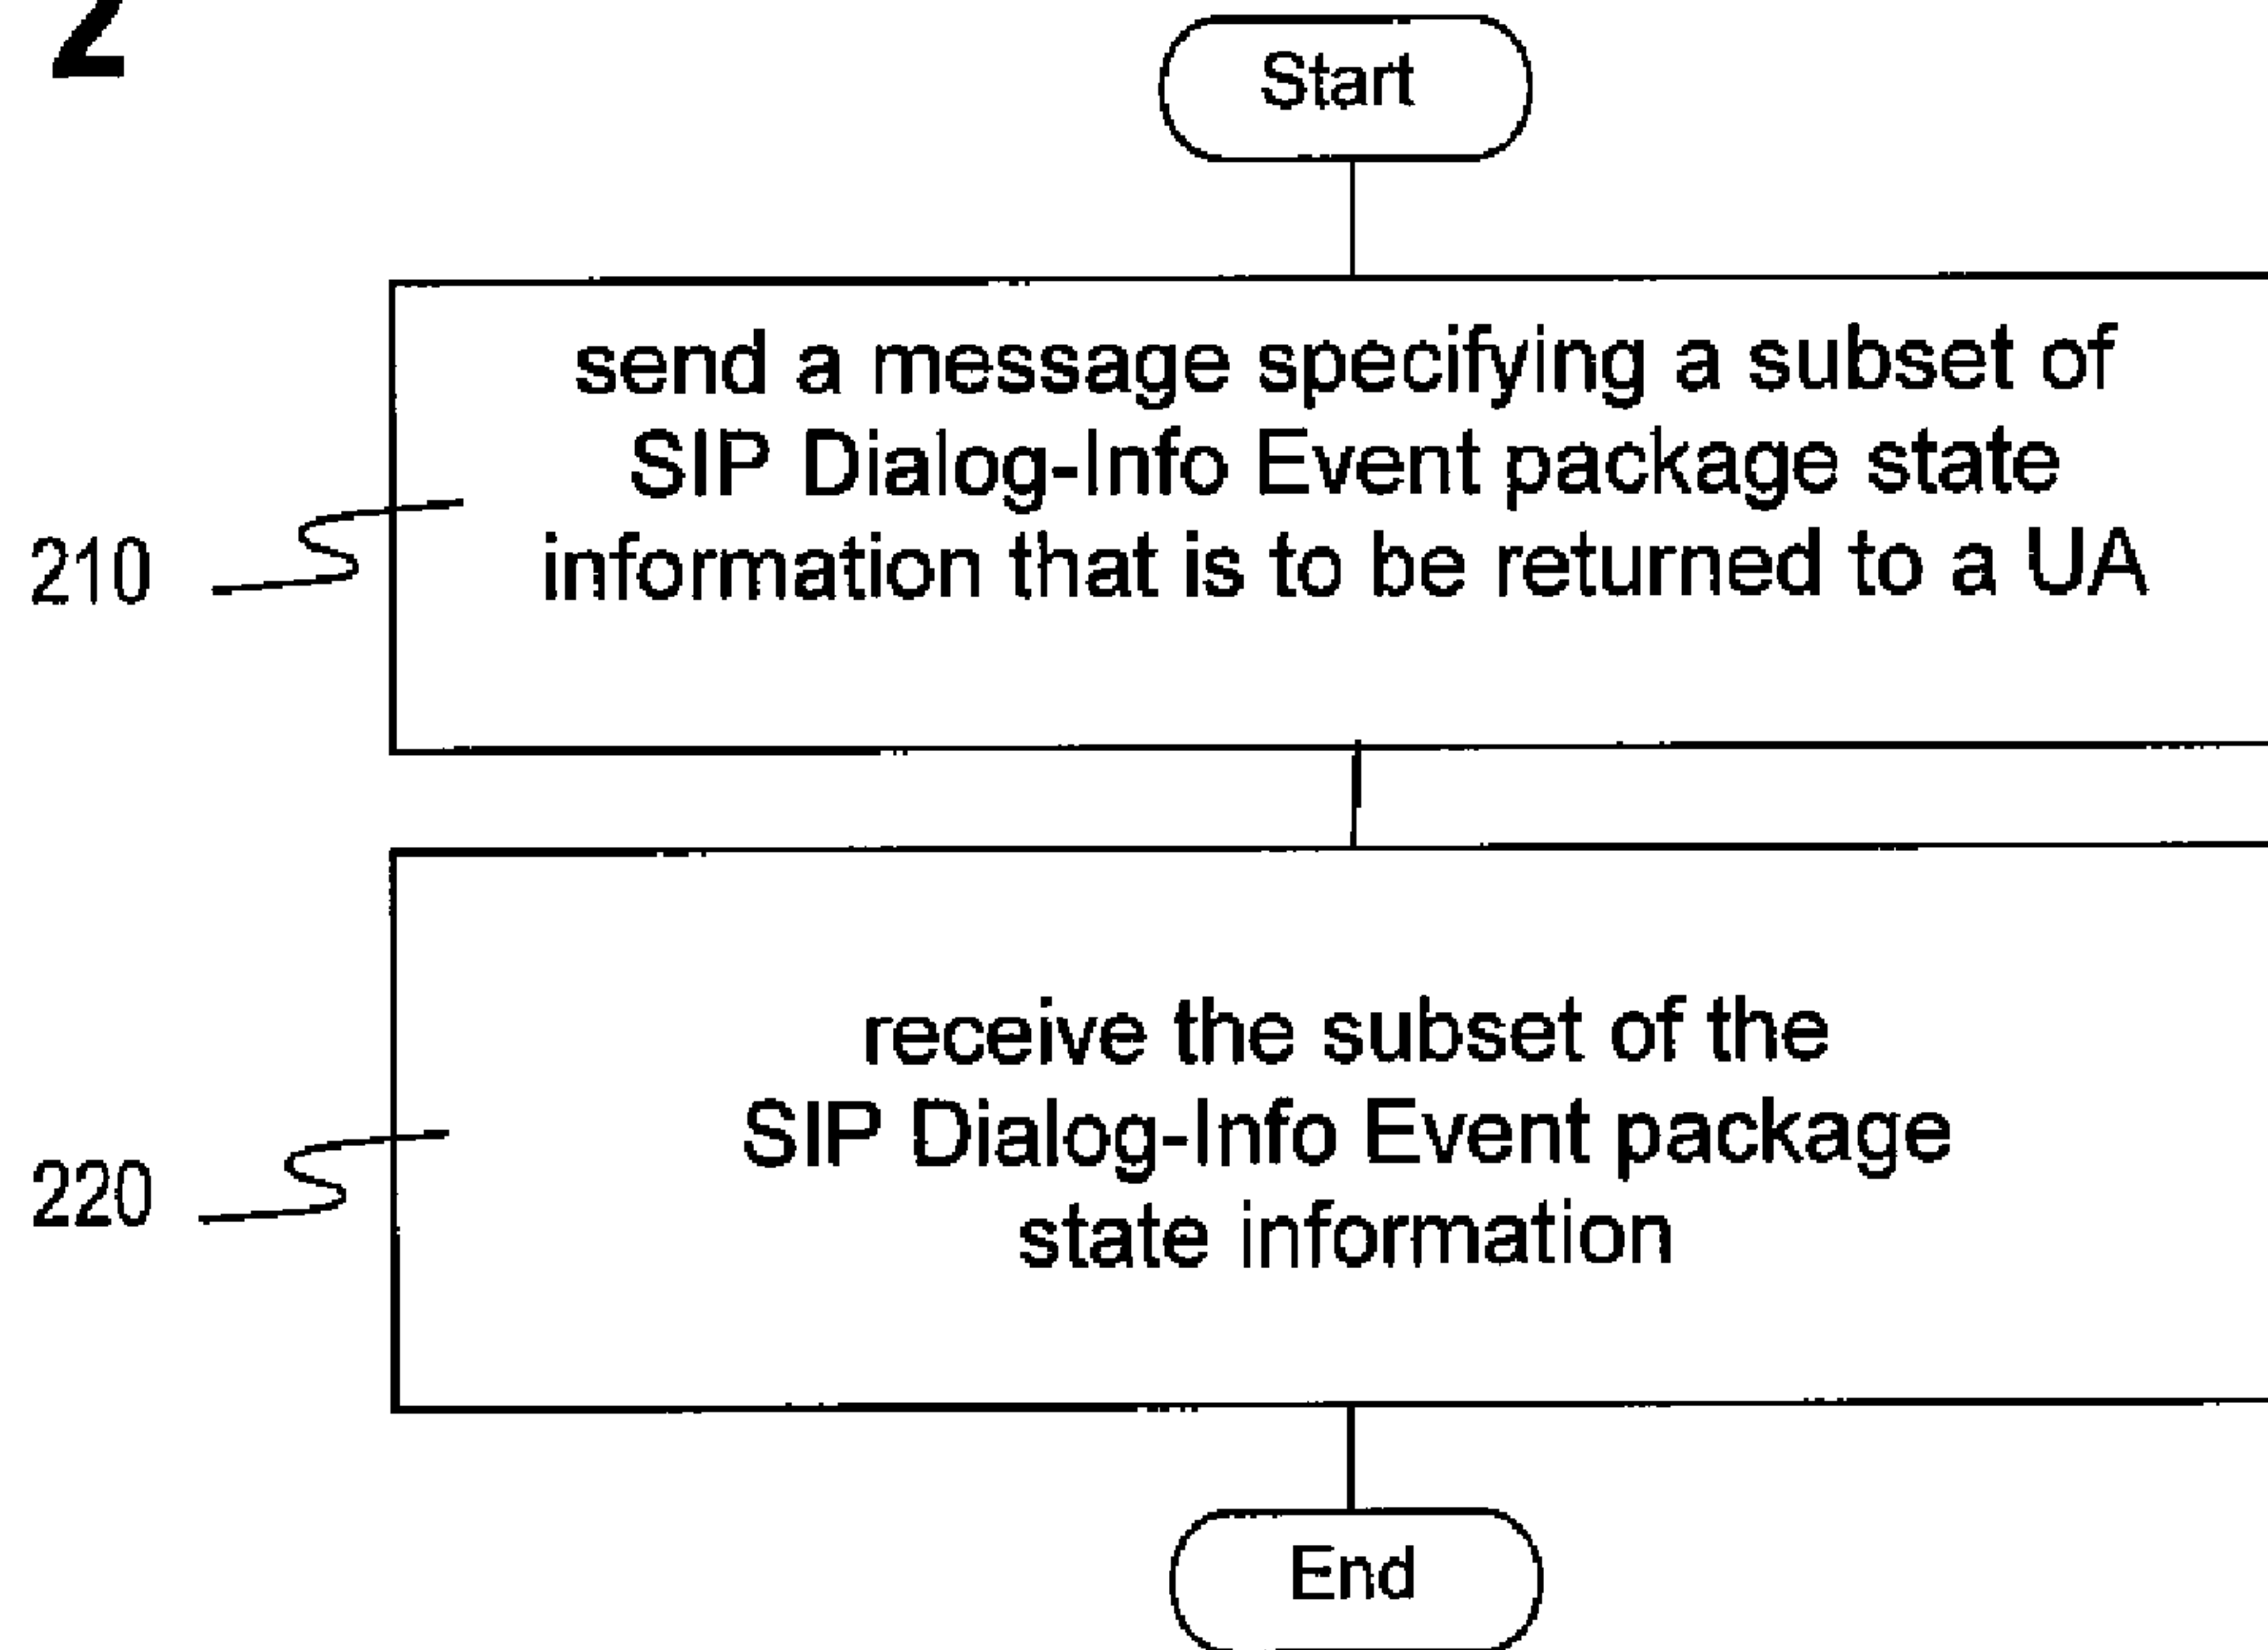 2
Start
send a message specifying a subset of
SIP Dialog-Info Event package state
information that is to be returned to a UA
210
receive the subset of the
SIP Dialog-Info Event package
state information
220
End